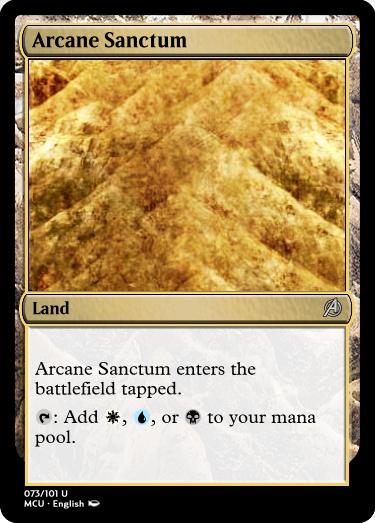 Arcane Sanctum
Land
Arcane Sanctum enters the
battlefield tapped.
: Add , , or to your mana
pool.
073/101 U
MCU • English